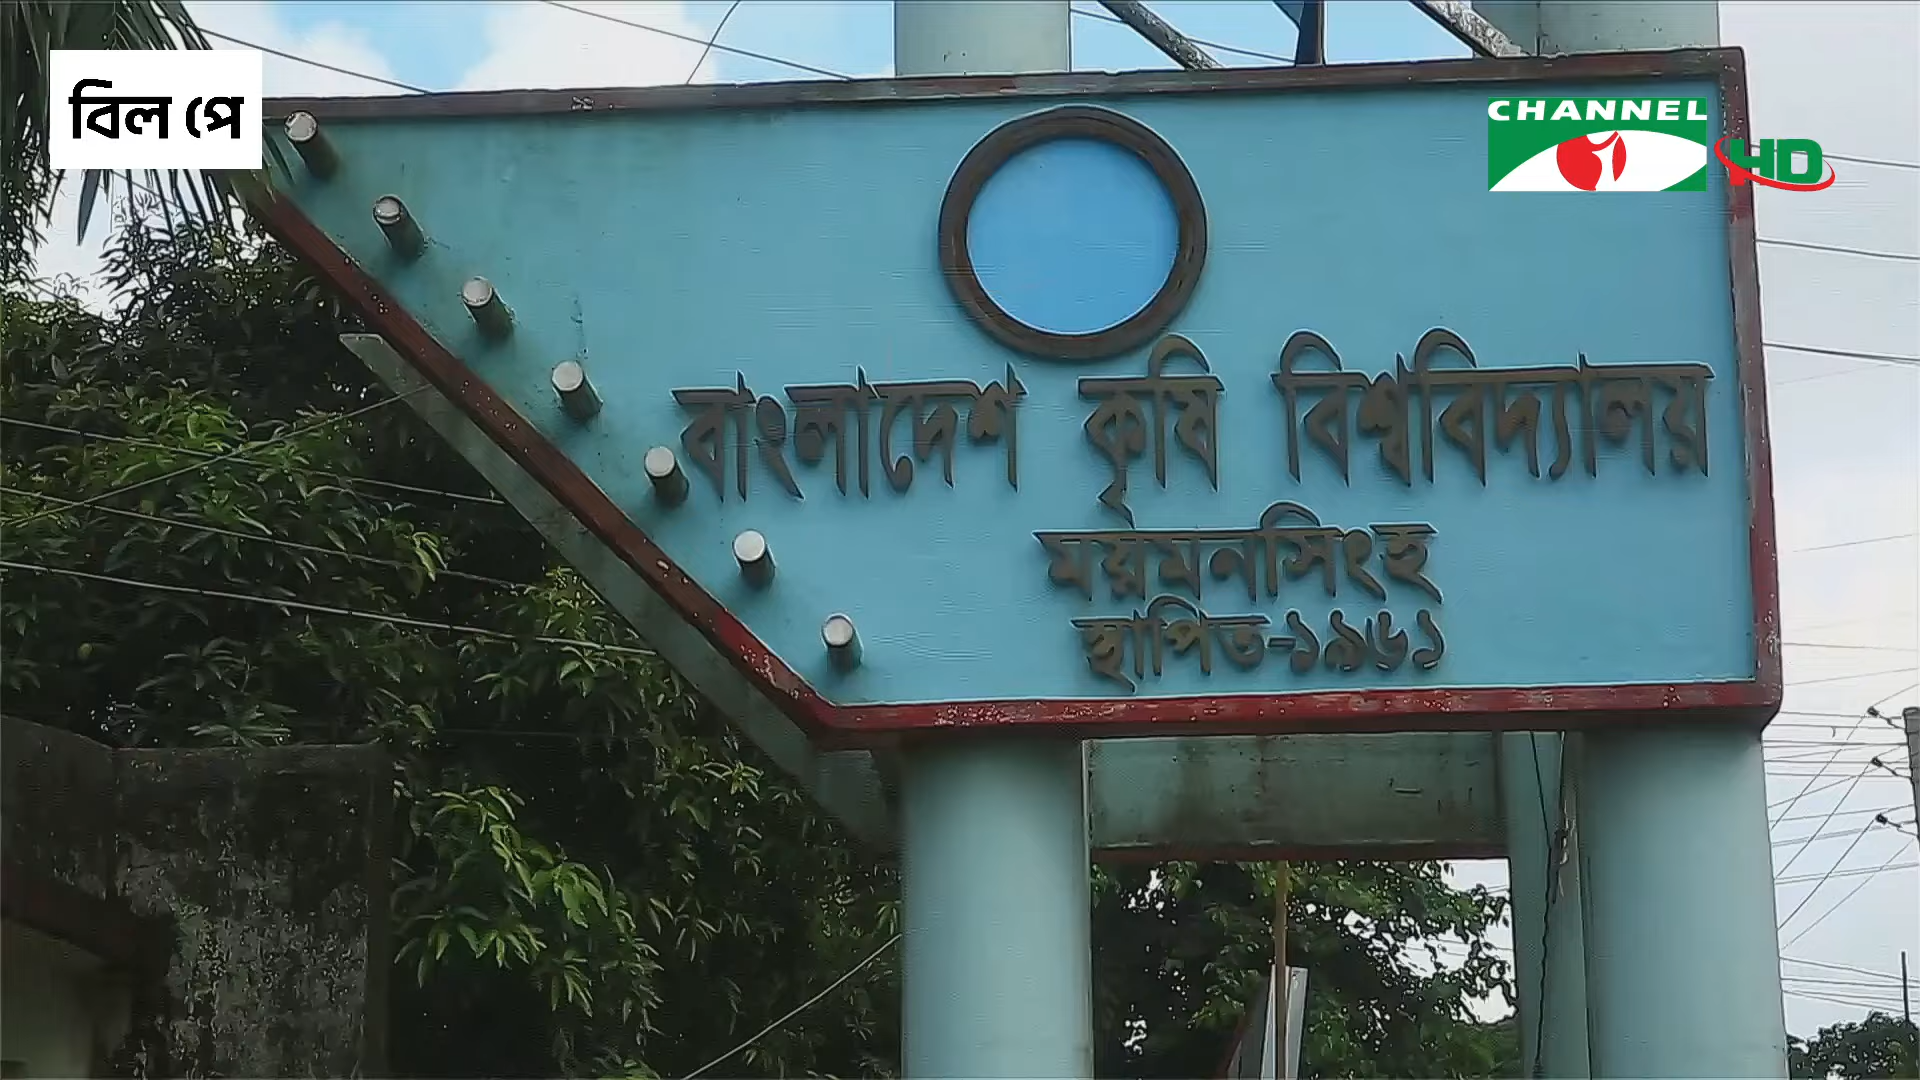 বিল পে
CHANNEL
HD
বাংলাদেশ কৃষি বিশ্ববিদ্যালয়
ময়মনসিংহ
স্থাপিত-১৯৬১